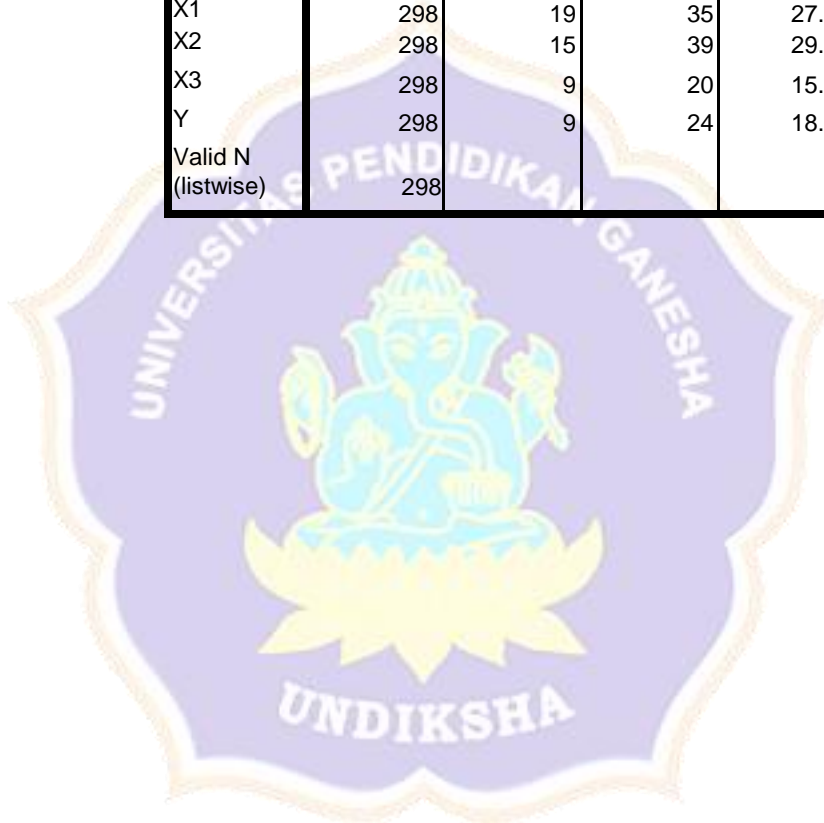 X1 298 19 35 27.
X2 298 15 39 29.
X3 298 9 20 15.
Y 298 9 24 18.
Valid N
(listwise) 298
UNIVERSITAS PENDIDIKAN GANESHA
UNDIKSHA